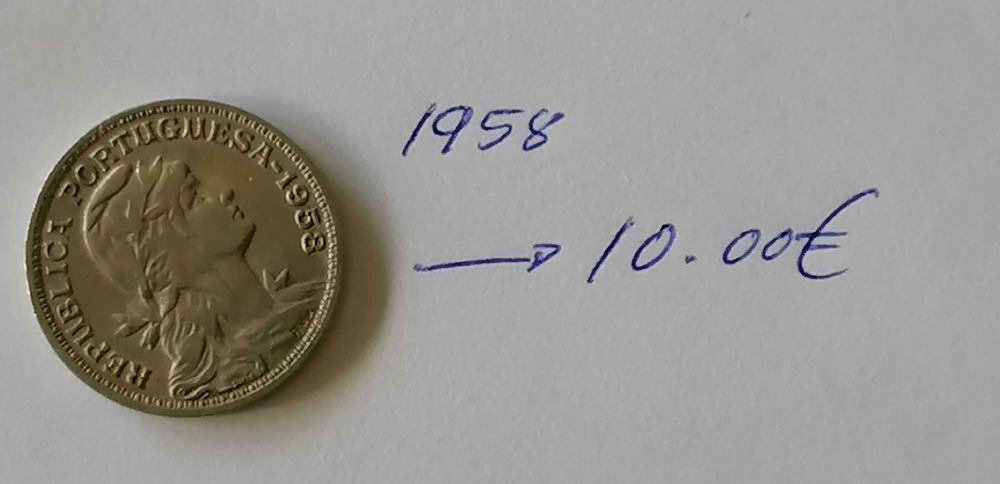 REPUBLICA PORTUGUESA-1958
1958
→ 10.00€